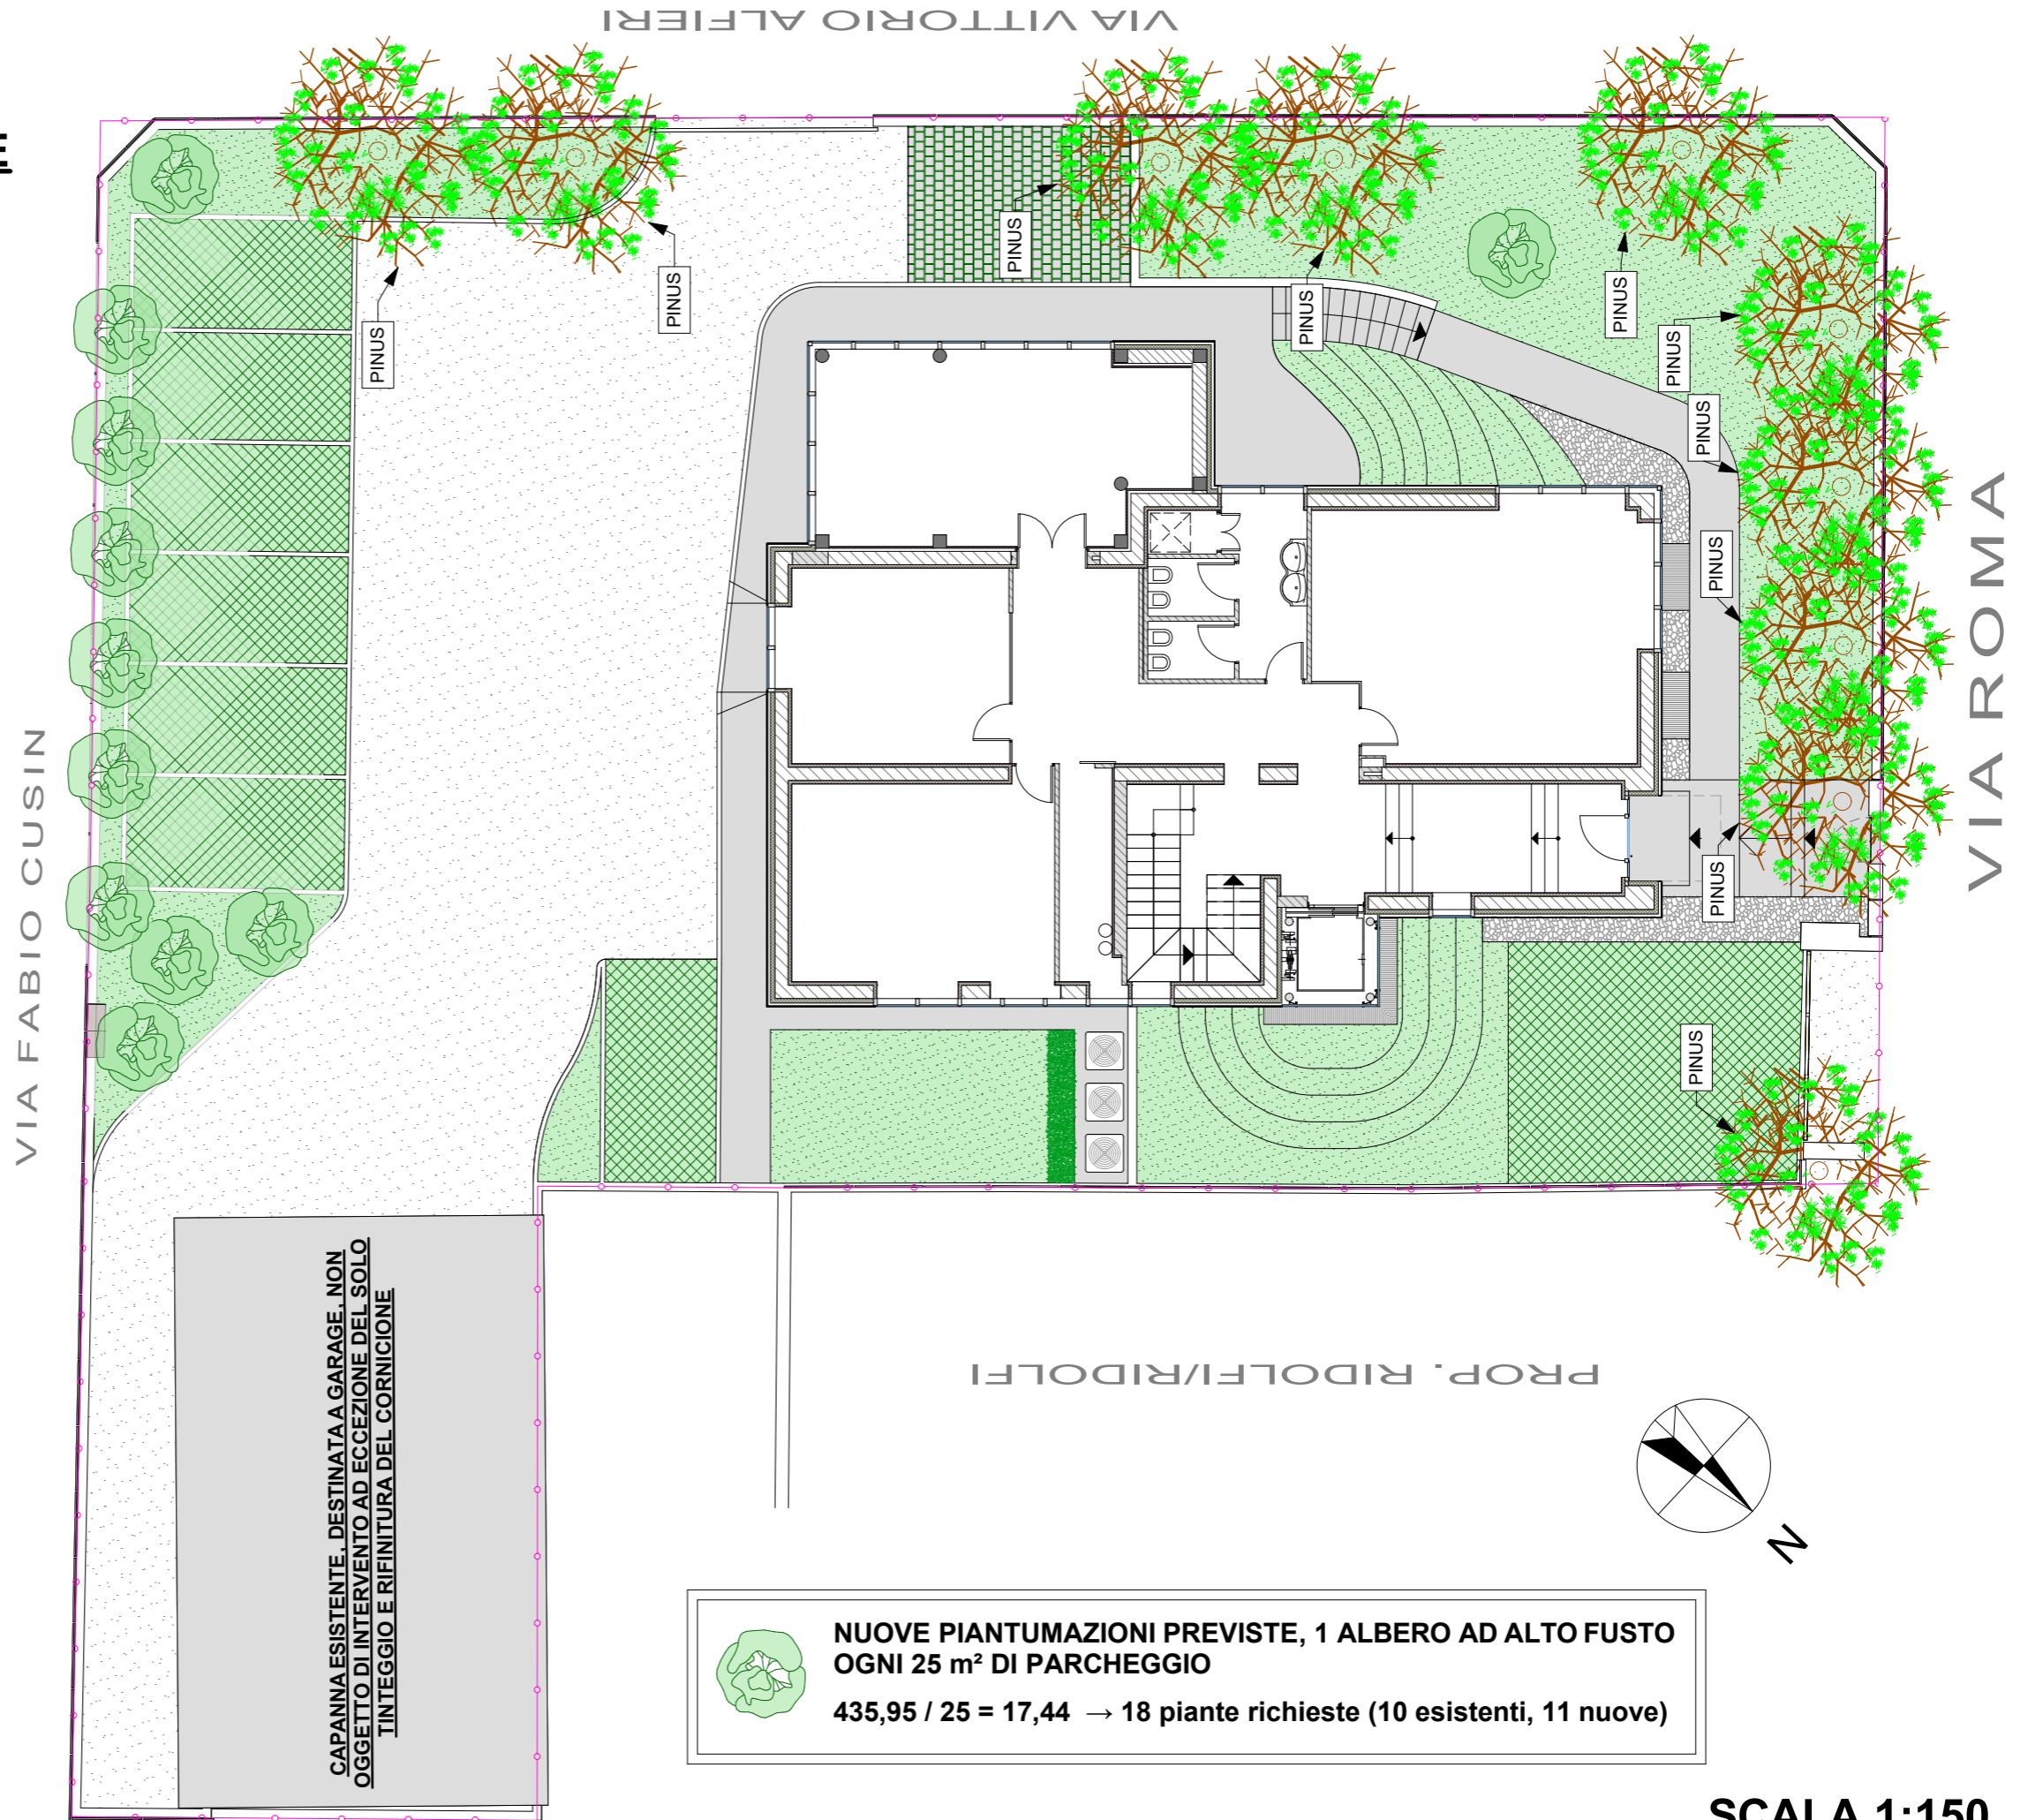 VIA VITTORIO ALFIERI
E
PINUS
PINUS
PINUS
PINUS
PINUS
PINUS
PINUS
PINUS
PINUS
PINUS
VIA ROMA
VIA FABIO CUSIN
CAPANNA ESISTENTE, DESTINATA A GARAGE, NON
OGGETTO DI INTERVENTO AD ECCEZIONE DEL SOLO
TINTEGGIO E RIFINITURA DEL CORNICIONE
PROP. RIDOLFI/RIDOLFI
N
NUOVE PIANTUMAZIONI PREVISTE, 1 ALBERO AD ALTO FUSTO
OGNI 25 m² DI PARCHEGGIO
435,95 / 25 = 17,44 → 18 piante richieste (10 esistenti, 11 nuove)
SCALA 1:150